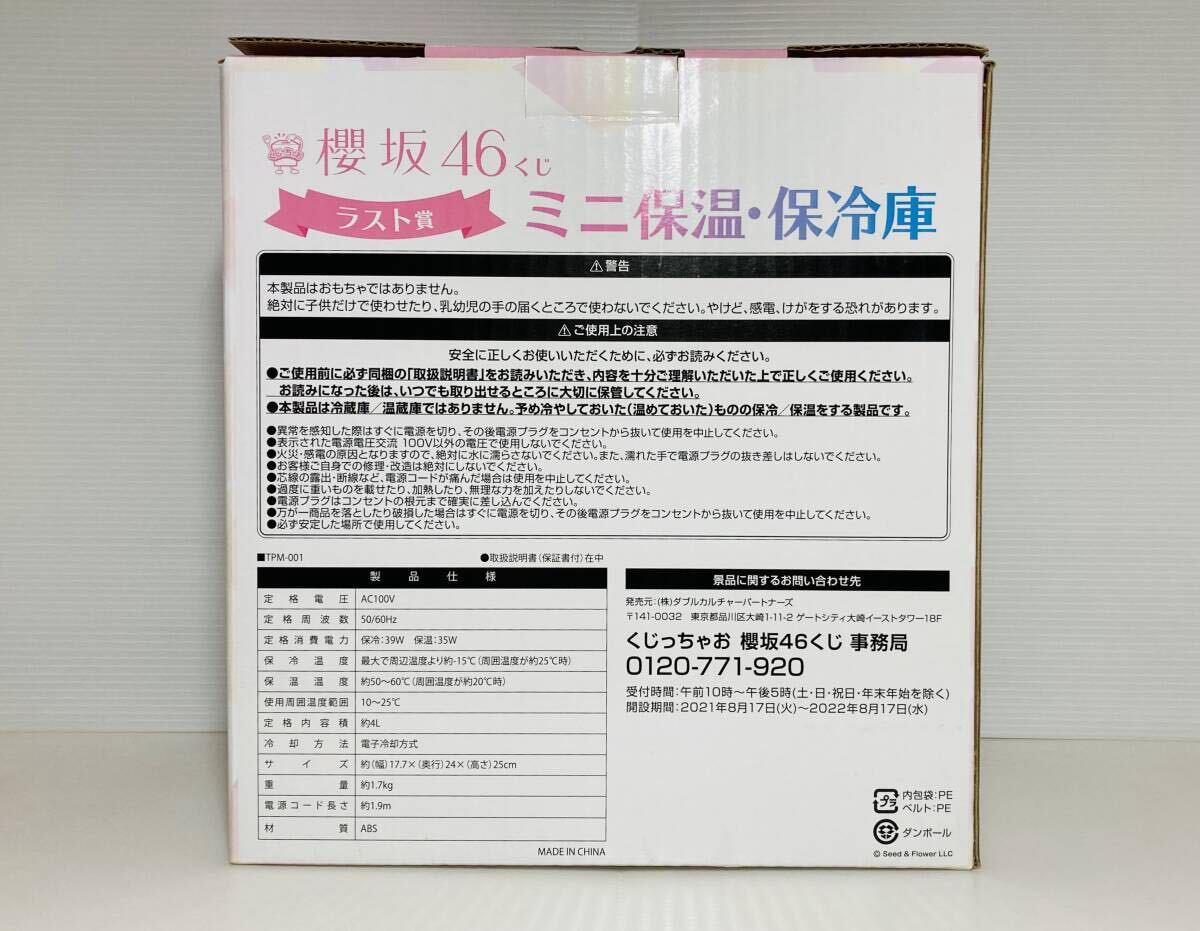 櫻坂46くじ
ラスト賞
ミニ保温・保冷庫
⚠警告
本製品はおもちゃではありません。
絶対に子供だけで使わせたり、乳幼児の手の届くところで使わないでください。やけど、感電、けがをする恐れがあります。
⚠ご使用上の注意
安全に正しくお使いいただくために、必ずお読みください。
●ご使用前に必ず同梱の「取扱説明書」をお読みいただき、内容を十分ご理解いただいた上で正しくご使用ください。
お読みになった後は、いつでも取り出せるところに大切に保管してください。
●本製品は冷蔵庫／温蔵庫ではありません。予め冷やしておいた(温めておいた)ものの保冷／保温をする製品です。
●異常を感知した際はすぐに電源を切り、その後電源プラグをコンセントから抜いて使用を中止してください。
●表示された電源電圧交流 100V以外の電圧で使用しないでください。
●火災・感電の原因となりますので、絶対に水に濡らさないでください。また、濡れた手で電源プラグの抜き差しはしないでください。
●お客様ご自身での修理・改造は絶対にしないでください。
●芯線の露出・断線など、電源コードが痛んだ場合は使用を中止してください。
●過度に重いものを載せたり、加熱したり、無理な力を加えたりしないでください。
●電源プラグはコンセントの根元まで確実に差し込んでください。
●万が一商品を落としたり破損した場合はすぐに電源を切り、その後電源プラグをコンセントから抜いて使用を中止してください。
●必ず安定した場所で使用してください。
■TPM-001 ●取扱説明書(保証書付)在中
製品仕様
定格電圧 AC100V
定格周波数 50/60Hz
定格消費電力 保冷:39W 保温:35W
保冷温度 最大で周辺温度より約-15℃(周囲温度が約25℃時)
保温温度 約50～60℃(周囲温度が約20℃時)
使用周囲温度範囲 10～25℃
定格内容積 約4L
冷却方法 電子冷却方式
サイズ 約(幅)17.7×(奥行)24×(高さ)25cm
重量 約1.7kg
電源コード長さ 約1.9m
材質 ABS
MADE IN CHINA
景品に関するお問い合わせ先
発売元:(株)ダブルカルチャーパートナーズ
〒141-0032 東京都品川区大崎1-11-2 ゲートシティ大崎イーストタワー18F
くじっちゃお 櫻坂46くじ 事務局
0120-771-920
受付時間:午前10時～午後5時(土・日・祝日・年末年始を除く)
開設期間:2021年8月17日(火)～2022年8月17日(水)
プラ
内包袋:PE
ベルト:PE
ダンボール
© Seed & Flower LLC